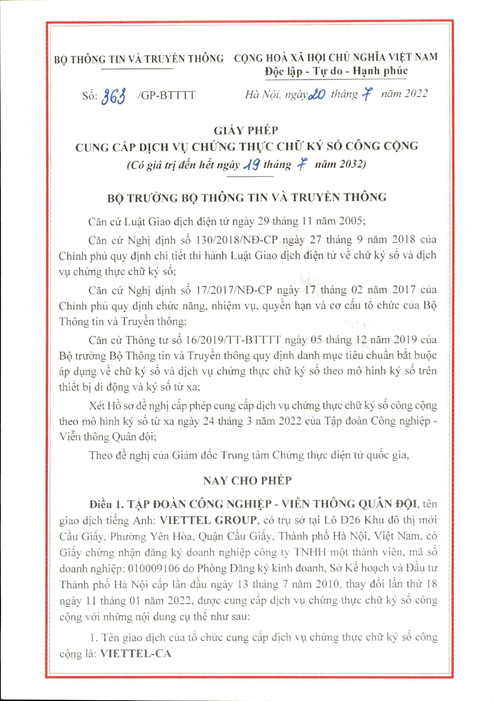 BỘ THÔNG TIN VÀ TRUYỀN THÔNG
CỘNG HOÀ XÃ HỘI CHỦ NGHĨA VIỆT NAM
Độc lập - Tự do - Hạnh phúc
Số: 363 /GP-BTTTT
Hà Nội, ngày 20 tháng 7 năm 2022
GIẤY PHÉP
CUNG CẤP DỊCH VỤ CHỨNG THỰC CHỮ KÝ SỐ CÔNG CỘNG
(Có giá trị đến hết ngày 19 tháng 7 năm 2032)
BỘ TRƯỞNG BỘ THÔNG TIN VÀ TRUYỀN THÔNG
Căn cứ Luật Giao dịch điện tử ngày 29 tháng 11 năm 2005;
Căn cứ Nghị định số 130/2018/NĐ-CP ngày 27 tháng 9 năm 2018 của
Chính phủ quy định chi tiết thi hành Luật Giao dịch điện tử về chữ ký số và dịch
vụ chứng thực chữ ký số;
Căn cứ Nghị định số 17/2017/NĐ-CP ngày 17 tháng 02 năm 2017 của
Chính phủ quy định chức năng, nhiệm vụ, quyền hạn và cơ cấu tổ chức của Bộ
Thông tin và Truyền thông;
Căn cứ Thông tư số 16/2019/TT-BTTTT ngày 05 tháng 12 năm 2019 của
Bộ trưởng Bộ Thông tin và Truyền thông quy định danh mục tiêu chuẩn bắt buộc
áp dụng về chữ ký số và dịch vụ chứng thực chữ ký số theo mô hình ký số trên
thiết bị di động và ký số từ xa;
Xét Hồ sơ đề nghị cấp phép cung cấp dịch vụ chứng thực chữ ký số công cộng
theo mô hình ký số từ xa ngày 24 tháng 3 năm 2022 của Tập đoàn Công nghiệp -
Viễn thông Quân đội;
Theo đề nghị của Giám đốc Trung tâm Chứng thực điện tử quốc gia,
NAY CHO PHÉP
Điều 1. TẬP ĐOÀN CÔNG NGHIỆP - VIỄN THÔNG QUÂN ĐỘI, tên
giao dịch tiếng Anh: VIETTEL GROUP, có trụ sở tại Lô D26 Khu đô thị mới
Cầu Giấy, Phường Yên Hòa, Quận Cầu Giấy, Thành phố Hà Nội, Việt Nam, có
Giấy chứng nhận đăng ký doanh nghiệp công ty TNHH một thành viên, mã số
doanh nghiệp: 010009106 do Phòng Đăng ký kinh doanh, Sở Kế hoạch và Đầu tư
Thành phố Hà Nội cấp lần đầu ngày 13 tháng 7 năm 2010, thay đổi lần thứ 18
ngày 11 tháng 01 năm 2022, được cung cấp dịch vụ chứng thực chữ ký số công
cộng với những nội dung cụ thể như sau:
1. Tên giao dịch của tổ chức cung cấp dịch vụ chứng thực chữ ký số công
cộng là: VIETTEL-CA